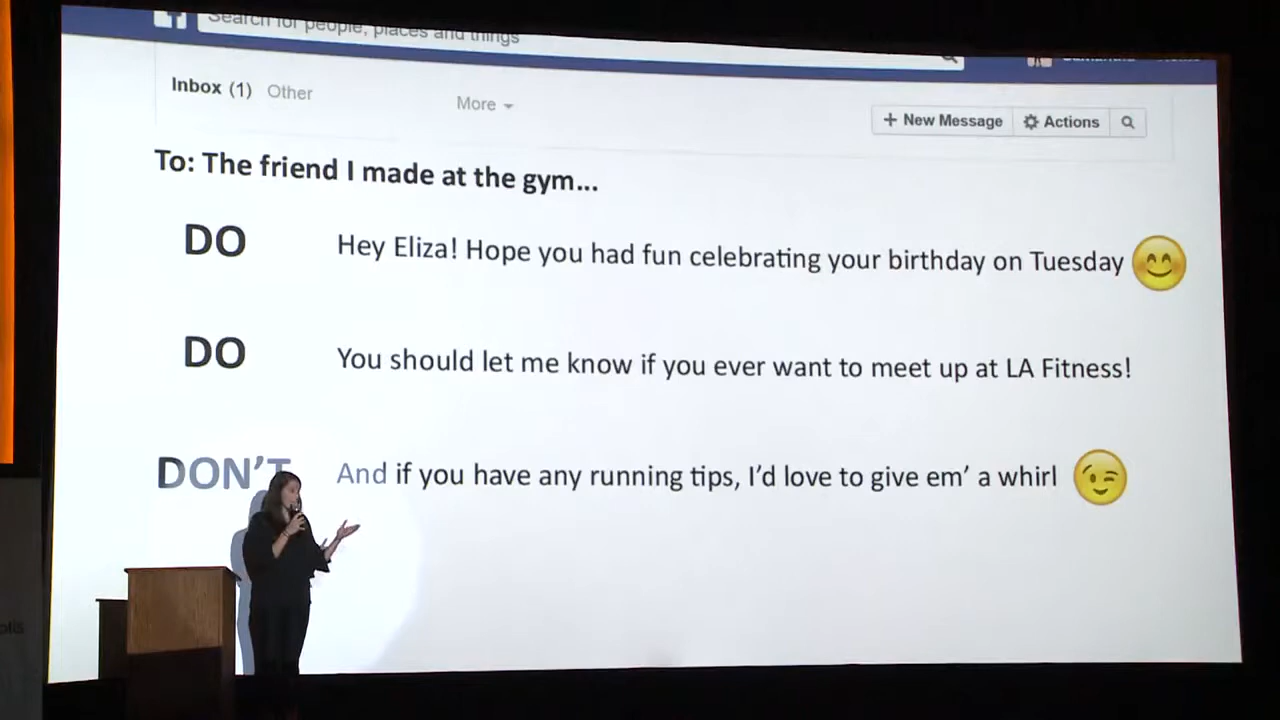 Search for people, places and things
Inbox (1) Other
More
+ New Message Actions
To: The friend I made at the gym...
DO Hey Eliza! Hope you had fun celebrating your birthday on Tuesday
DO You should let me know if you ever want to meet up at LA Fitness!
DON'T And if you have any running tips, I'd love to give em' a whirl